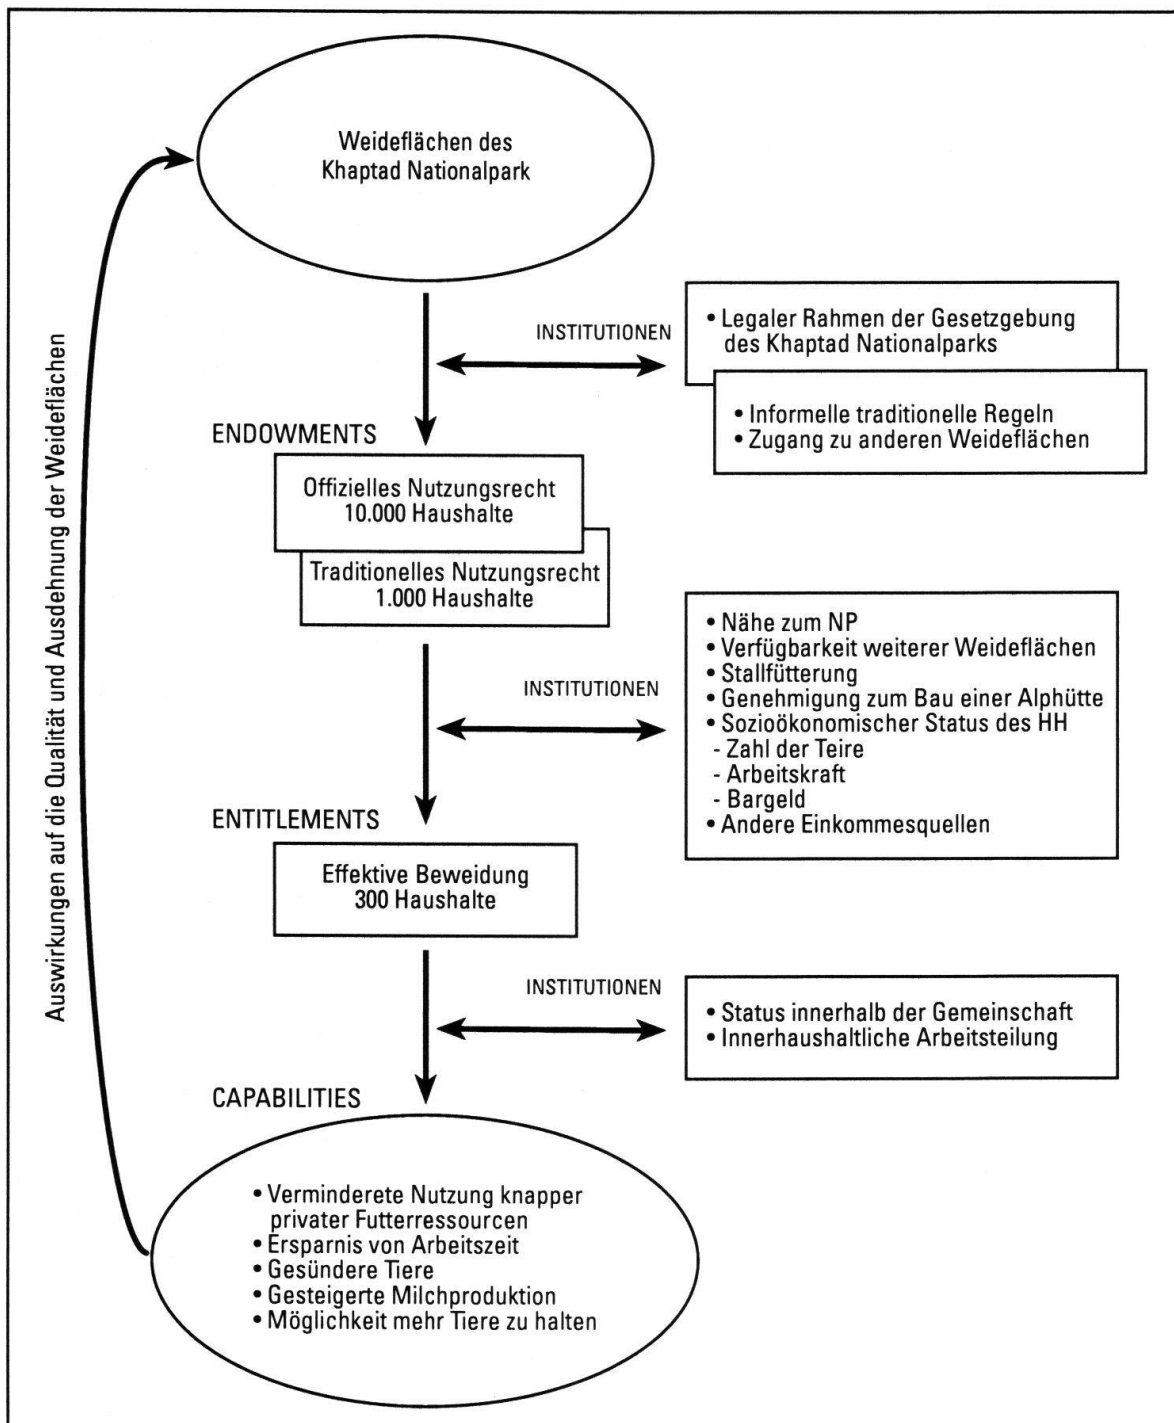 Weideflächen des
Khaptad Nationalpark
Auswirkungen auf die Qualität und Ausdehnung der Weideflächen
INSTITUTIONEN
• Legaler Rahmen der Gesetzgebung
des Khaptad Nationalparks
• Informelle traditionelle Regeln
• Zugang zu anderen Weideflächen
ENDOWMENTS
Offizielles Nutzungsrecht
10.000 Haushalte
Traditionelles Nutzungsrecht
1.000 Haushalte
INSTITUTIONEN
• Nähe zum NP
• Verfügbarkeit weiterer Weideflächen
• Stallfütterung
• Genehmigung zum Bau einer Alphütte
• Sozioökonomischer Status des HH
- Zahl der Teire
- Arbeitskraft
- Bargeld
• Andere Einkommesquellen
ENTITLEMENTS
Effektive Beweidung
300 Haushalte
INSTITUTIONEN
• Status innerhalb der Gemeinschaft
• Innerhaushaltliche Arbeitsteilung
CAPABILITIES
• Verminderete Nutzung knapper
privater Futterressourcen
• Ersparnis von Arbeitszeit
• Gesündere Tiere
• Gesteigerte Milchproduktion
• Möglichkeit mehr Tiere zu halten